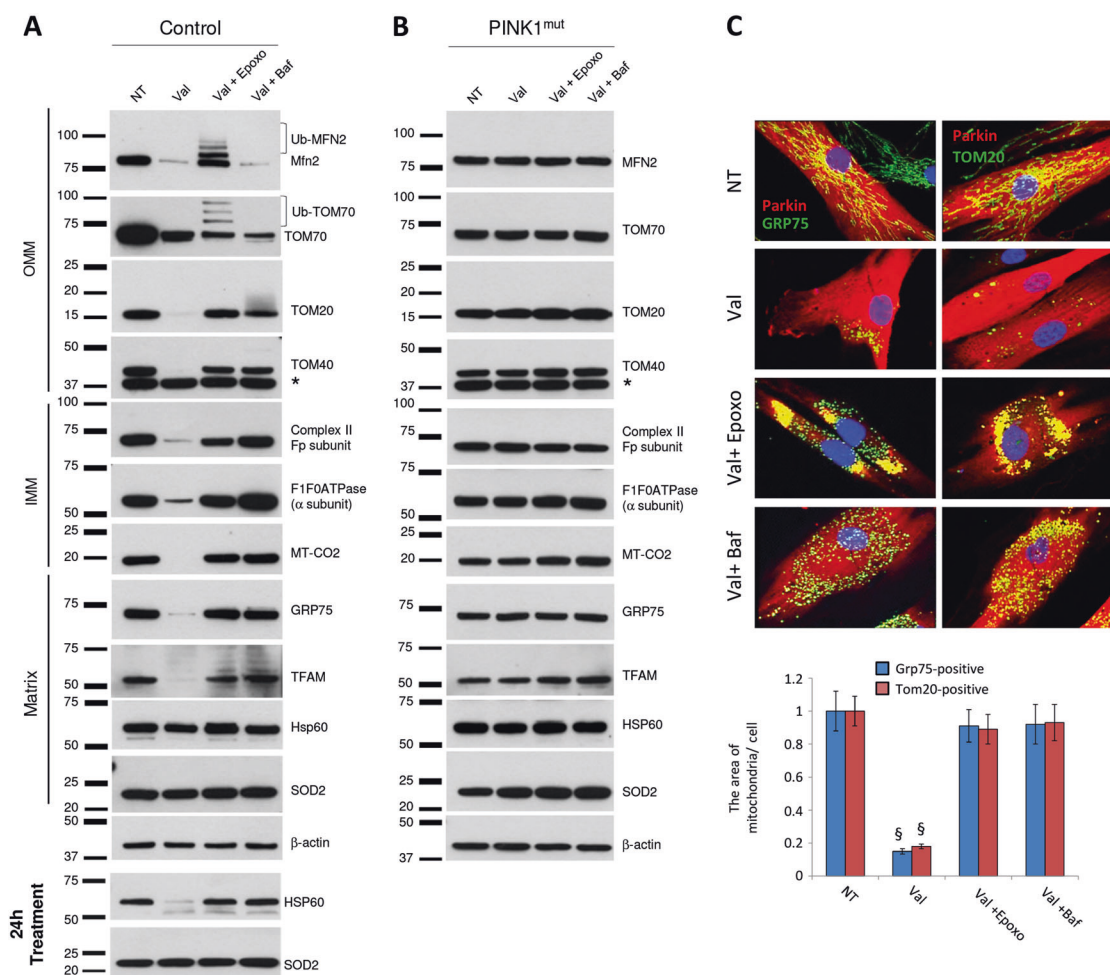 A
Control
NT
Val
Val + Epoxo
Val + Baf
OMM
100
75
Ub-MFN2
Mfn2
100
75
50
Ub-TOM70
TOM70
25
20
15
TOM20
50
37
TOM40
*
IMM
100
75
Complex II
Fp subunit
75
50
F1F0ATPase
(α subunit)
25
20
MT-CO2
Matrix
75
GRP75
75
50
TFAM
75
50
Hsp60
25
20
SOD2
50
37
β-actin
24h
Treatment
75
50
HSP60
25
20
SOD2
B
PINK1mut
NT
Val
Val + Epoxo
Val + Baf
100
75
MFN2
100
75
50
TOM70
25
20
15
TOM20
50
37
TOM40
*
100
75
Complex II
Fp subunit
75
50
F1F0ATPase
(α subunit)
25
20
MT-CO2
75
GRP75
75
50
TFAM
75
50
HSP60
25
20
SOD2
50
37
β-actin
C
NT
Parkin
GRP75
Parkin
TOM20
Val
Val+ Epoxo
Val+ Baf
Grp75-positive
Tom20-positive
The area of
mitochondria/ cell
1.2
1
0.8
0.6
0.4
0.2
0
§ §
NT
Val
Val +Epoxo
Val +Baf